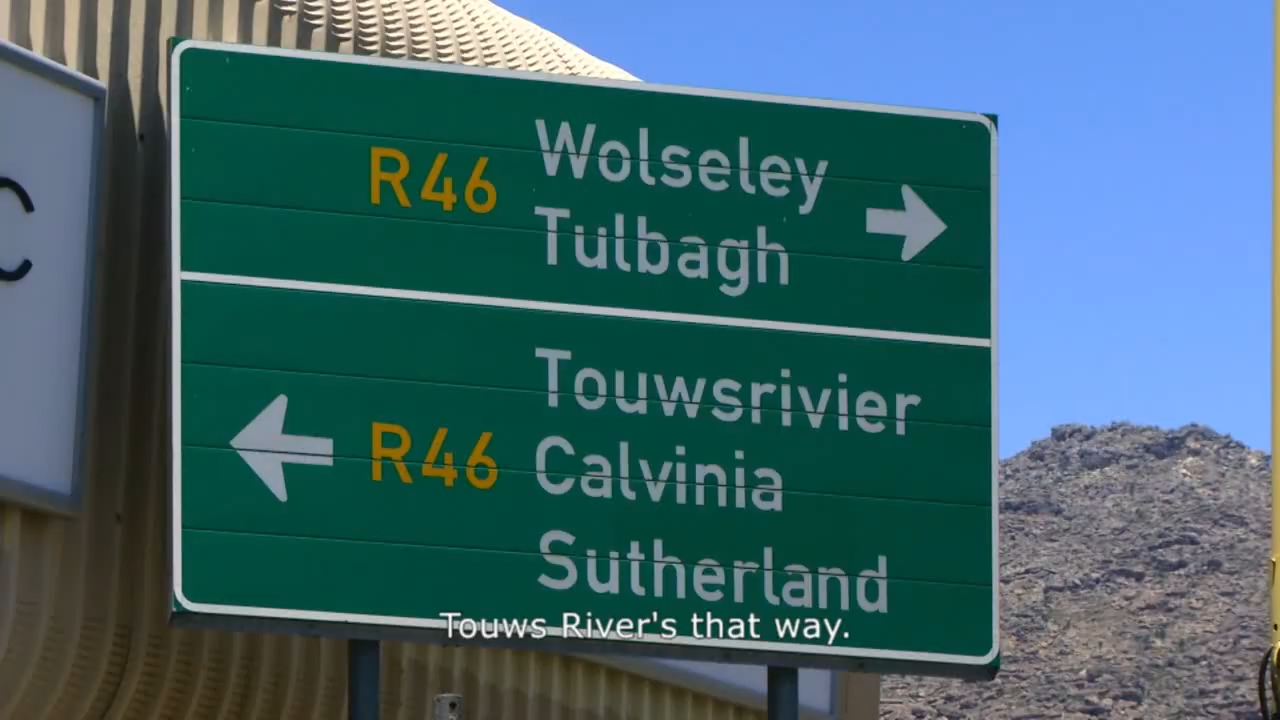 C
R46
Wolseley
Tulbagh
R46
Touwsrivier
Calvinia
Sutherland
Touws River's that way.